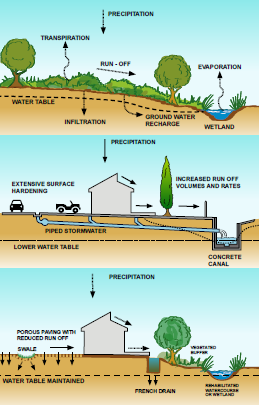 PRECIPITATION
TRANSPIRATION
RUN - OFF
EVAPORATION
WATER TABLE
INFILTRATION
GROUND WATER
RECHARGE
WETLAND
PRECIPITATION
EXTENSIVE SURFACE
HARDENING
INCREASED RUN OFF
VOLUMES AND RATES
PIPED STORMWATER
LOWER WATER TABLE
CONCRETE
CANAL
PRECIPITATION
POROUS PAVING WITH
REDUCED RUN OFF
SWALE
VEGETATED
BUFFER
WATER TABLE MAINTAINED
FRENCH DRAIN
REHABILITATED
WATERCOURSE
OR WETLAND